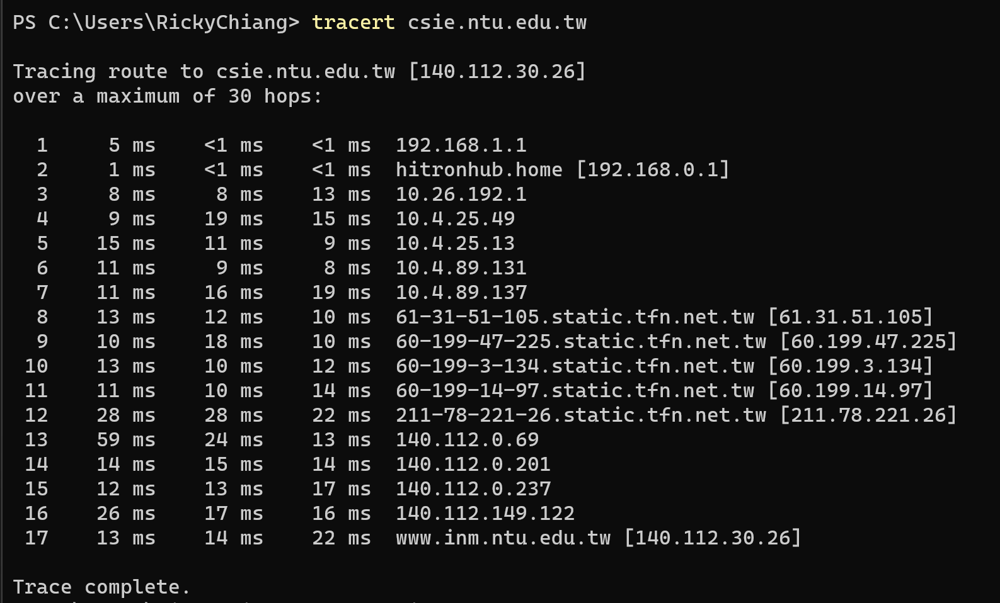 PS C:\Users\RickyChiang> tracert csie.ntu.edu.tw
Tracing route to csie.ntu.edu.tw [140.112.30.26]
over a maximum of 30 hops:
1 5 ms <1 ms <1 ms 192.168.1.1
2 1 ms <1 ms <1 ms hitronhub.home [192.168.0.1]
3 8 ms 8 ms 13 ms 10.26.192.1
4 9 ms 19 ms 15 ms 10.4.25.49
5 15 ms 11 ms 9 ms 10.4.25.13
6 11 ms 9 ms 8 ms 10.4.89.131
7 11 ms 16 ms 19 ms 10.4.89.137
8 13 ms 12 ms 10 ms 61-31-51-105.static.tfn.net.tw [61.31.51.105]
9 10 ms 18 ms 10 ms 60-199-47-225.static.tfn.net.tw [60.199.47.225]
10 13 ms 10 ms 12 ms 60-199-3-134.static.tfn.net.tw [60.199.3.134]
11 11 ms 10 ms 14 ms 60-199-14-97.static.tfn.net.tw [60.199.14.97]
12 28 ms 28 ms 22 ms 211-78-221-26.static.tfn.net.tw [211.78.221.26]
13 59 ms 24 ms 13 ms 140.112.0.69
14 14 ms 15 ms 14 ms 140.112.0.201
15 12 ms 13 ms 17 ms 140.112.0.237
16 26 ms 17 ms 16 ms 140.112.149.122
17 13 ms 14 ms 22 ms www.inm.ntu.edu.tw [140.112.30.26]
Trace complete.